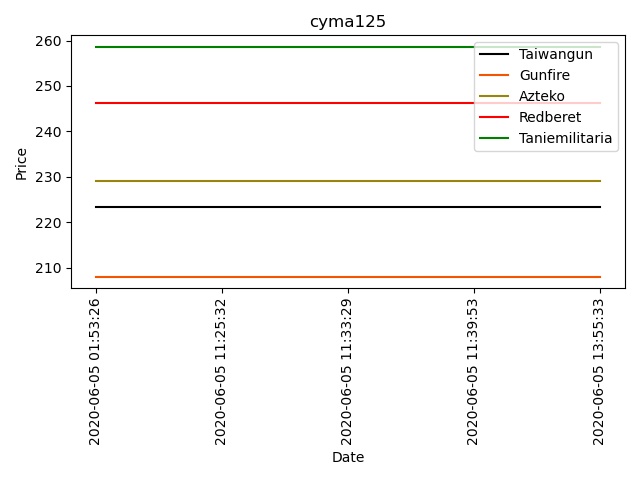 cyma125
260
250
240
230
220
210
Price
Taiwangun
Gunfire
Azteko
Redberet
Taniemilitaria
2020-06-05 01:53:26
2020-06-05 11:25:32
2020-06-05 11:33:29
2020-06-05 11:39:53
2020-06-05 13:55:33
Date